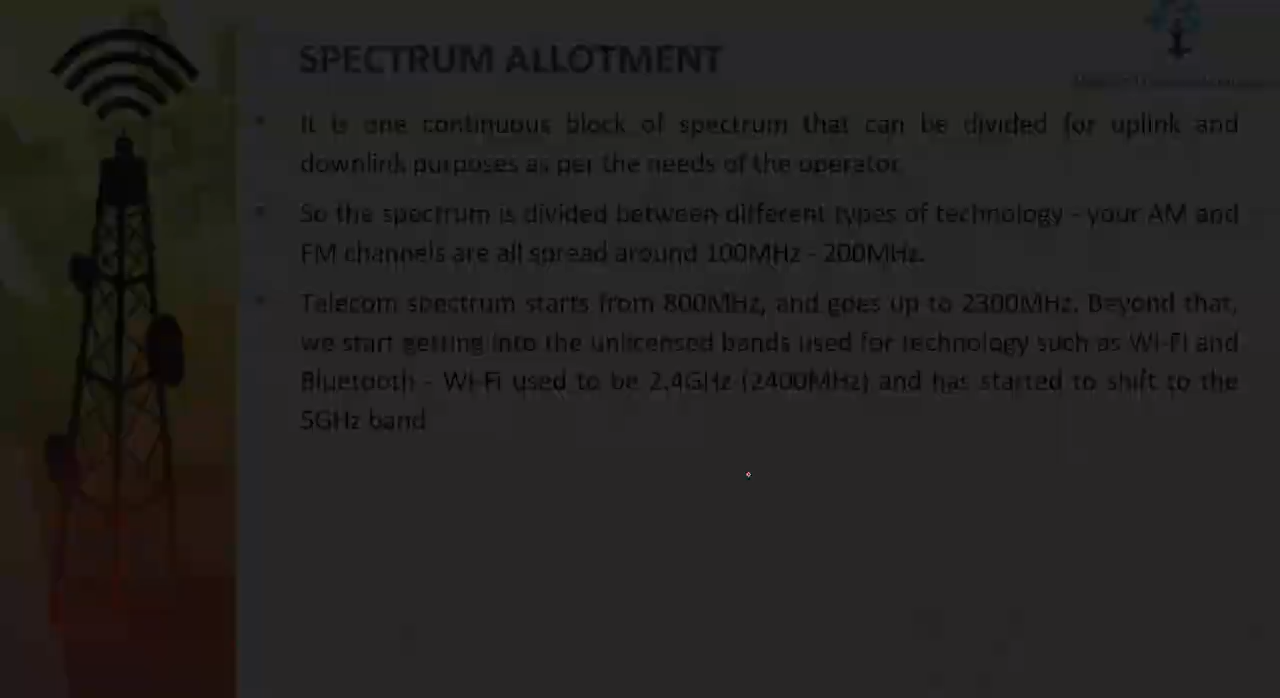 SPECTRUM ALLOTMENT
It is one continuous block of spectrum that can be divided for uplink and
downlink purposes as per the needs of the operator.
So the spectrum is divided between different types of technology - your AM and
FM channels are all spread around 100MHz - 200MHz.
Telecom spectrum starts from 800MHz, and goes up to 2300MHz. Beyond that,
we start getting into the unlicensed bands used for technology such as Wi-Fi and
Bluetooth - Wi-Fi used to be 2.4GHz (2400MHz) and has started to shift to the
5GHz band